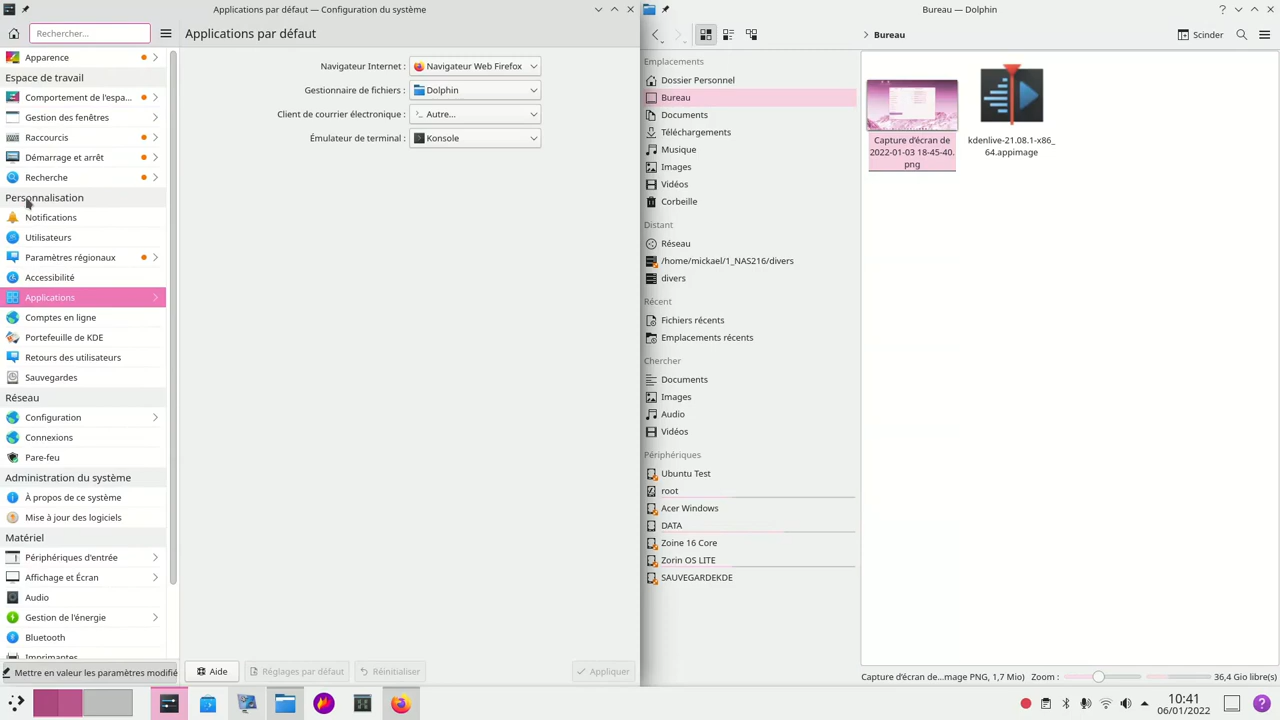 Applications par défaut — Configuration du système
Rechercher...
Applications par défaut
Apparence
Espace de travail
Comportement de l'espa...
Gestion des fenêtres
Raccourcis
Démarrage et arrêt
Recherche
Personnalisation
Notifications
Utilisateurs
Paramètres régionaux
Accessibilité
Applications
Comptes en ligne
Portefeuille de KDE
Retours des utilisateurs
Sauvegardes
Réseau
Configuration
Connexions
Pare-feu
Administration du système
À propos de ce système
Mise à jour des logiciels
Matériel
Périphériques d'entrée
Affichage et Écran
Audio
Gestion de l'énergie
Bluetooth
Imprimantes
Mettre en valeur les paramètres modifié
Navigateur Internet : Navigateur Web Firefox
Gestionnaire de fichiers : Dolphin
Client de courrier électronique : Autre...
Émulateur de terminal : Konsole
Aide
Réglages par défaut
Réinitialiser
Appliquer
Bureau — Dolphin
Bureau
Scinder
Emplacements
Dossier Personnel
Bureau
Documents
Téléchargements
Musique
Images
Vidéos
Corbeille
Distant
Réseau
/home/mickael/1_NAS216/divers
divers
Récent
Fichiers récents
Emplacements récents
Chercher
Documents
Images
Audio
Vidéos
Périphériques
Ubuntu Test
root
Acer Windows
DATA
Zoine 16 Core
Zorin OS LITE
SAUVEGARDEKDE
Capture d'écran de
2022-01-03 18-45-40.
png
kdenlive-21.08.1-x86_
64.appimage
Capture d'écran de...mage PNG, 1,7 Mio)
Zoom :
36,4 Gio libre(s)
10:41
06/01/2022